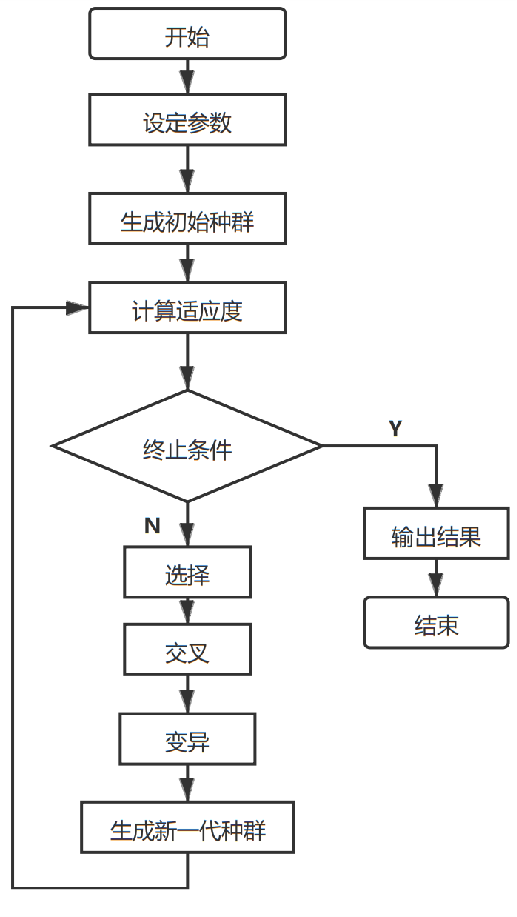 开始
设定参数
生成初始种群
计算适应度
终止条件
Y
N
输出结果
选择
结束
交叉
变异
生成新一代种群